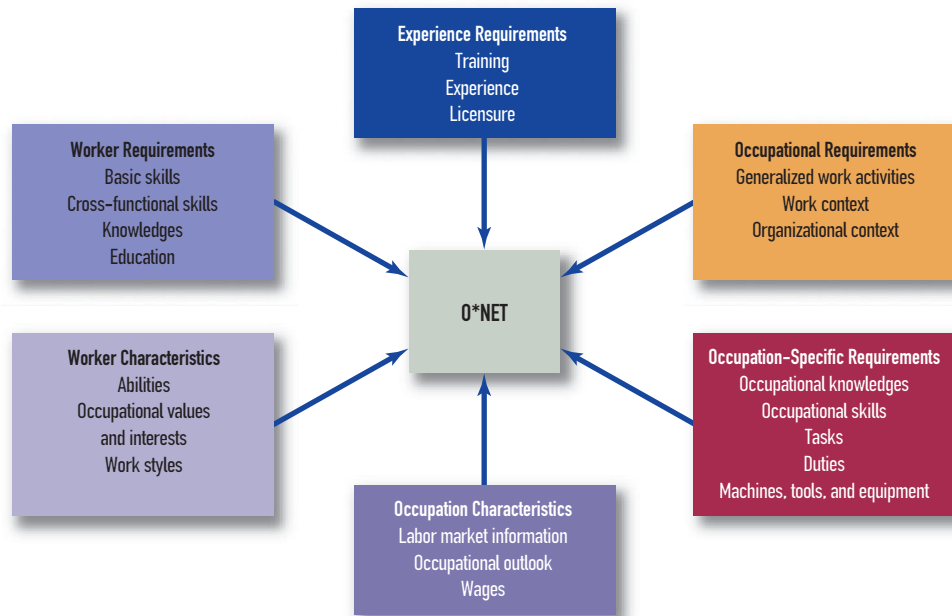 Experience Requirements
Training
Experience
Licensure
Worker Requirements
Basic skills
Cross-functional skills
Knowledges
Education
Occupational Requirements
Generalized work activities
Work context
Organizational context
O*NET
Worker Characteristics
Abilities
Occupational values
and interests
Work styles
Occupation-Specific Requirements
Occupational knowledges
Occupational skills
Tasks
Duties
Machines, tools, and equipment
Occupation Characteristics
Labor market information
Occupational outlook
Wages